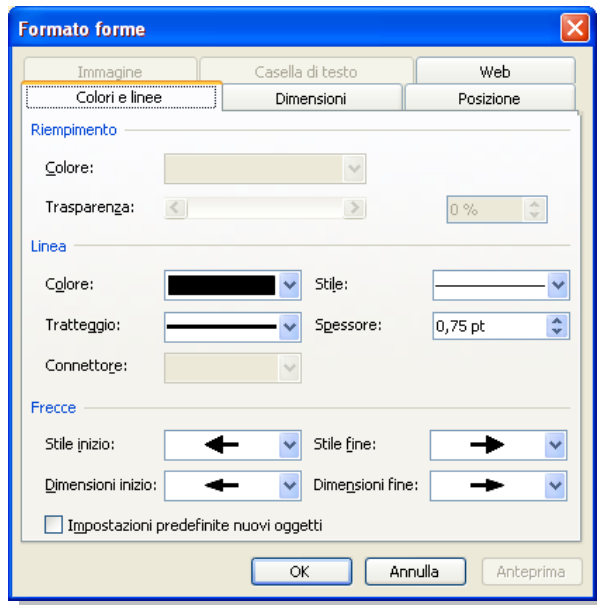 Formato forme
Immagine Casella di testo Web
Colori e linee Dimensioni Posizione
Riempimento
Colore:
Trasparenza: 0 %
Linea
Colore: Stile:
Tratteggio: Spessore: 0,75 pt
Connettore:
Frecce
Stile inizio: Stile fine:
Dimensioni inizio: Dimensioni fine:
Impostazioni predefinite nuovi oggetti
OK Annulla Anteprima